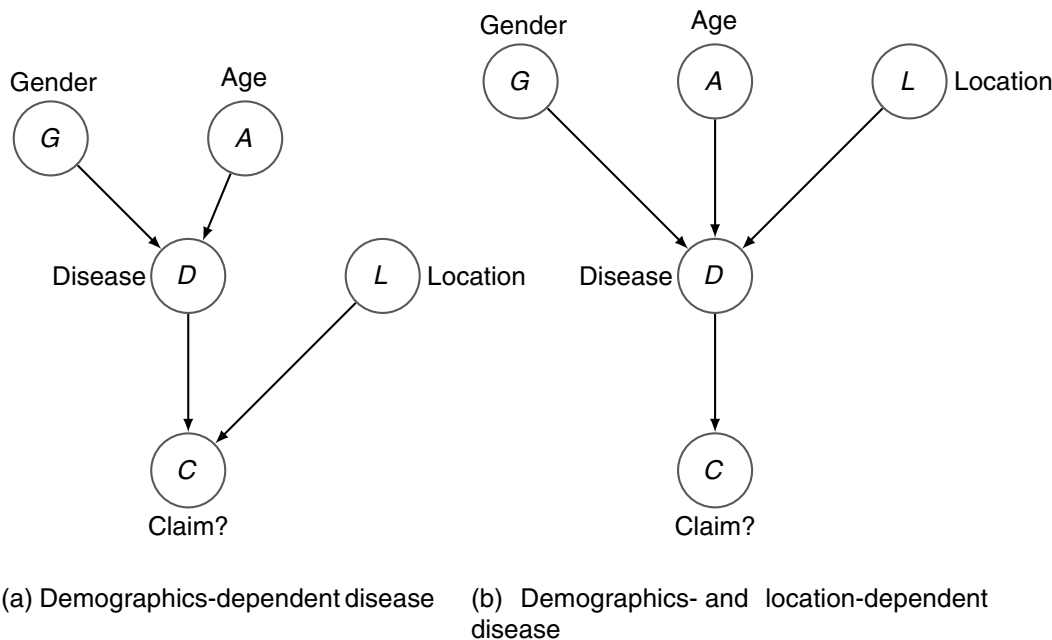 Gender
Age
G
A
Disease
D
L
Location
C
Claim?
(a) Demographics-dependent disease
Gender
Age
G
A
L
Location
Disease
D
C
Claim?
(b) Demographics- and location-dependent
disease